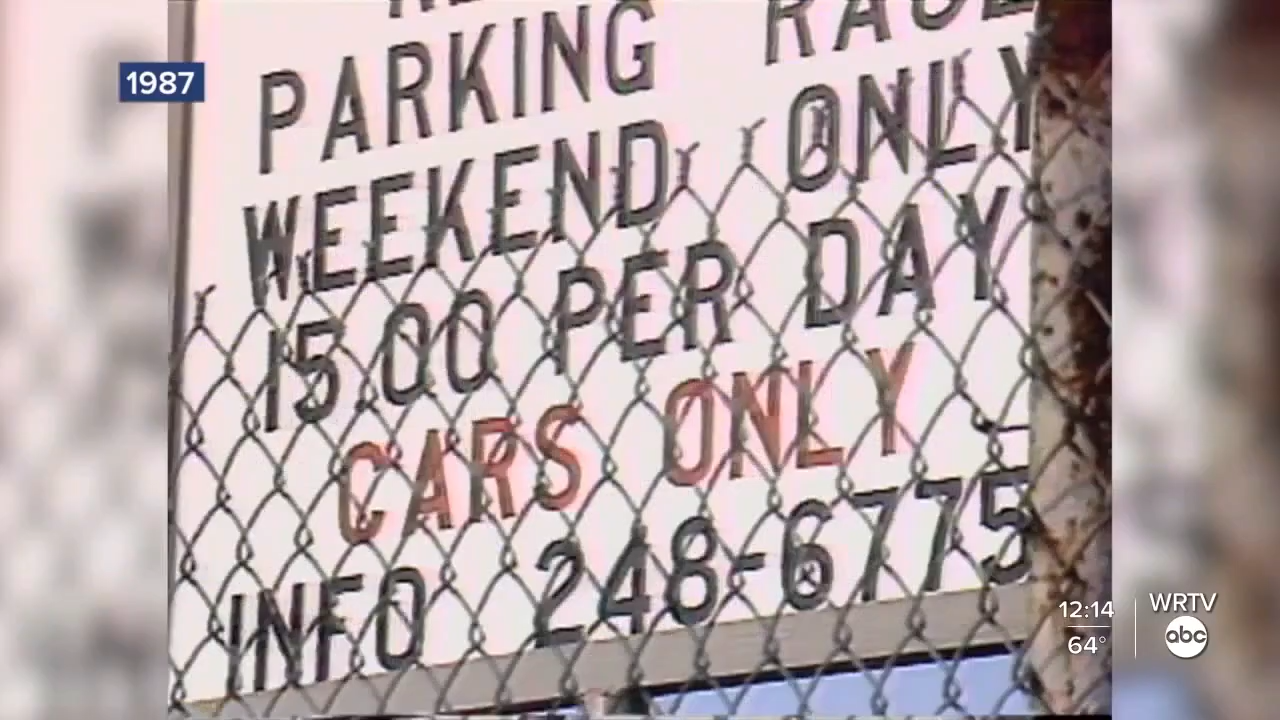 1987
PARKING RACE
WEEKEND ONLY
15.00 PER DAY
CARS ONLY
INFO 248-6775
12:14
64°
WRTV
abc